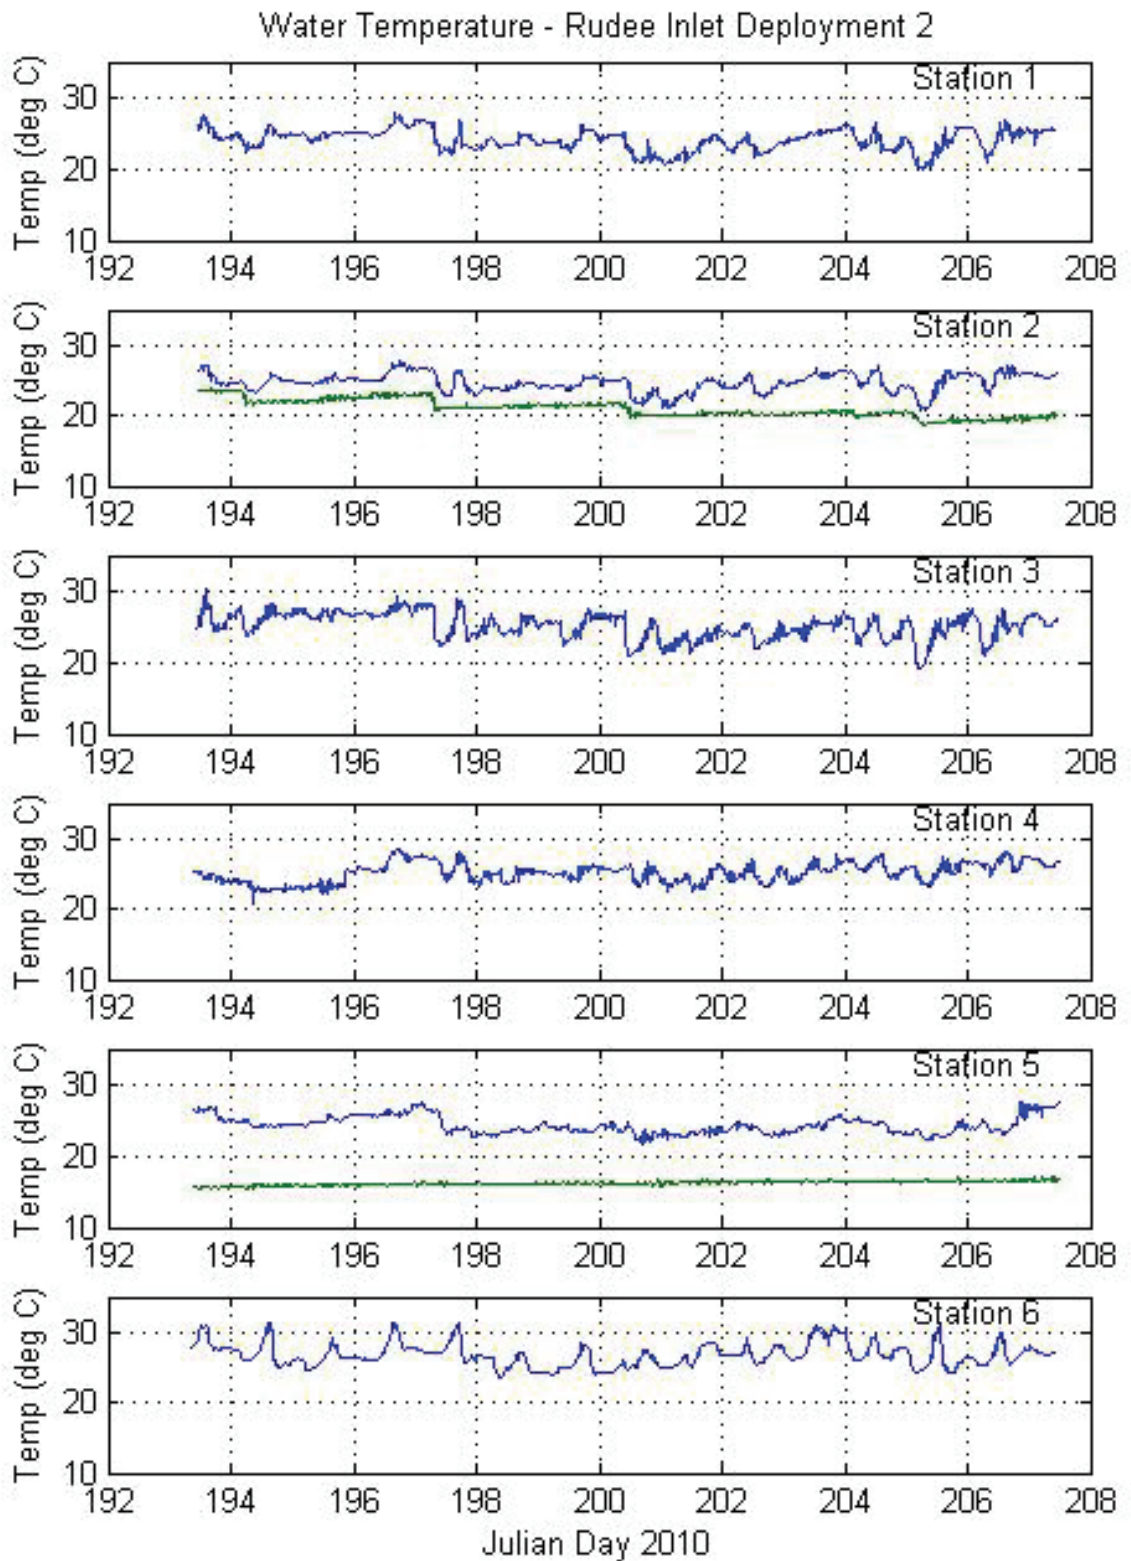 Water Temperature - Rudee Inlet Deployment 2
Station 1
Temp (deg C)
30
20
10
192 194 196 198 200 202 204 206 208
Station 2
Temp (deg C)
30
20
10
192 194 196 198 200 202 204 206 208
Station 3
Temp (deg C)
30
20
10
192 194 196 198 200 202 204 206 208
Station 4
Temp (deg C)
30
20
10
192 194 196 198 200 202 204 206 208
Station 5
Temp (deg C)
30
20
10
192 194 196 198 200 202 204 206 208
Station 6
Temp (deg C)
30
20
10
192 194 196 198 200 202 204 206 208
Julian Day 2010